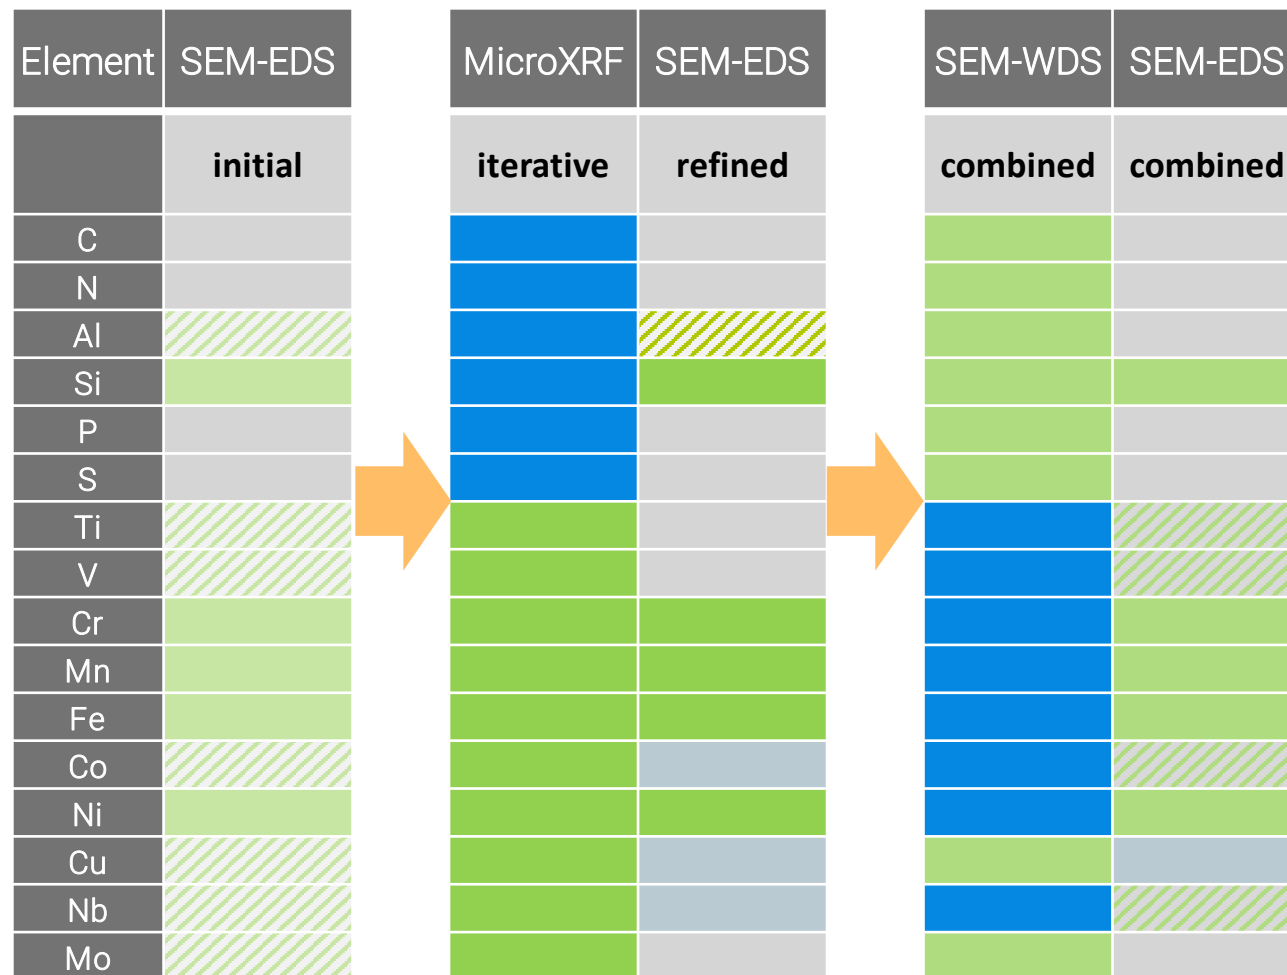 Element SEM-EDS MicroXRF SEM-EDS SEM-WDS SEM-EDS
initial iterative refined combined combined
C
N
Al
Si
P
S
Ti
V
Cr
Mn
Fe
Co
Ni
Cu
Nb
Mo